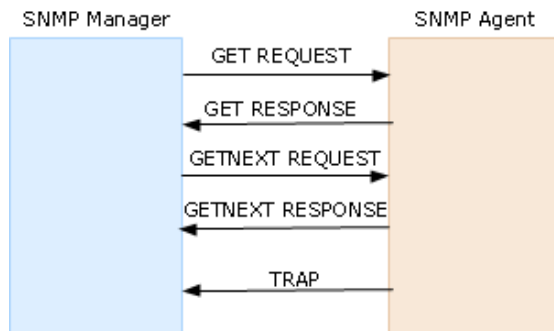 SNMP Manager
SNMP Agent
GET REQUEST
GET RESPONSE
GETNEXT REQUEST
GETNEXT RESPONSE
TRAP